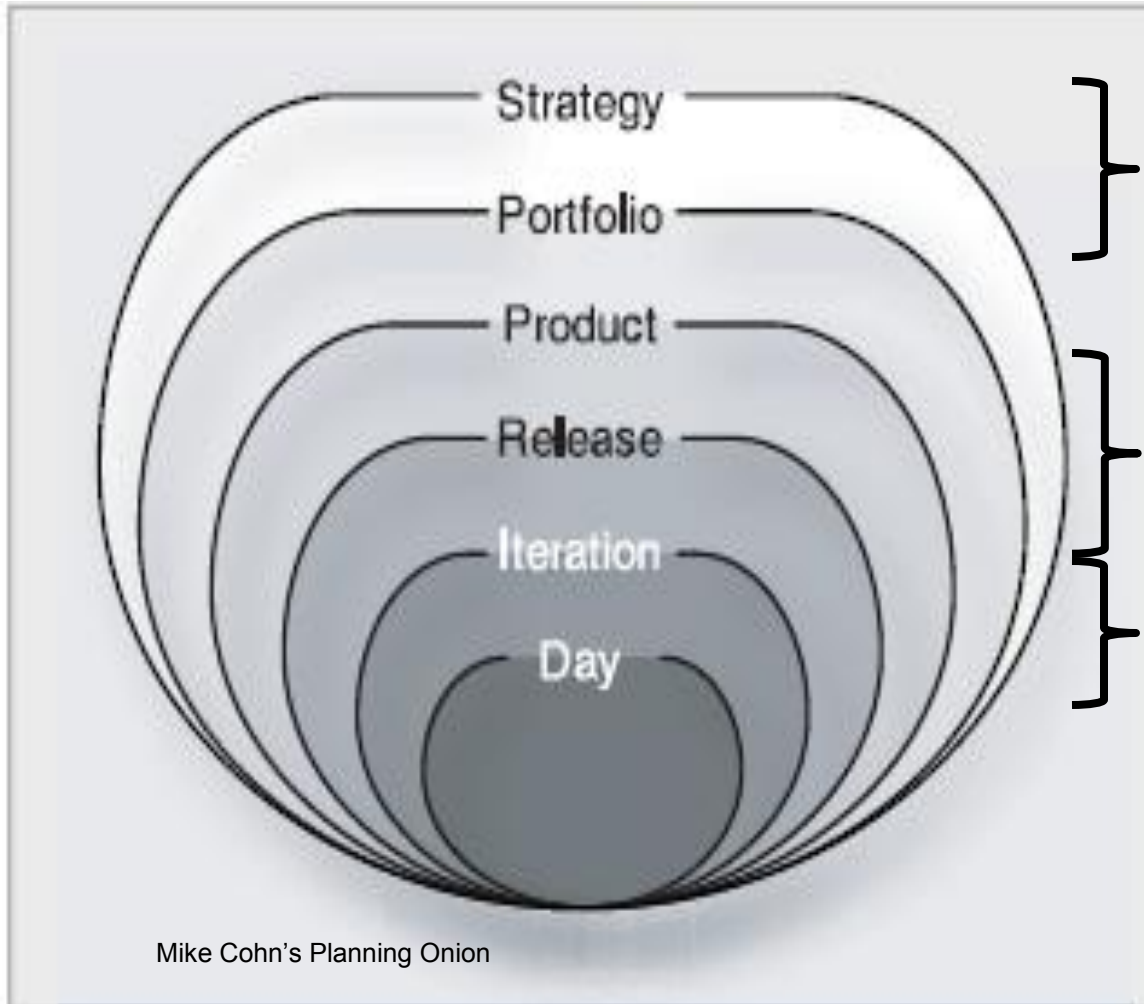 Strategy
Portfolio
Product
Release
Iteration
Day
Mike Cohn’s Planning Onion